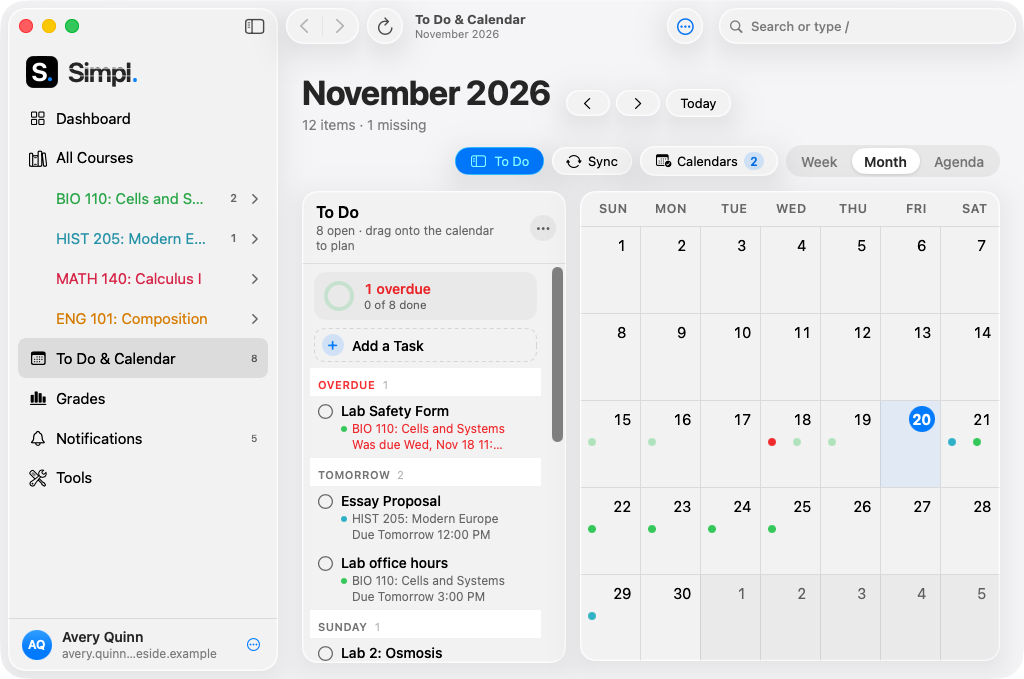 To Do & Calendar
November 2026
Search or type /
S.
Simpl.
Dashboard
All Courses
BIO 110: Cells and S... 2
HIST 205: Modern E... 1
MATH 140: Calculus I
ENG 101: Composition
To Do & Calendar 8
Grades
Notifications 5
Tools
AQ
Avery Quinn
avery.quinn...eside.example
November 2026
Today
12 items · 1 missing
To Do
Sync
Calendars 2
Week
Month
Agenda
To Do
8 open · drag onto the calendar
to plan
1 overdue
0 of 8 done
Add a Task
OVERDUE 1
Lab Safety Form
BIO 110: Cells and Systems
Was due Wed, Nov 18 11:...
TOMORROW 2
Essay Proposal
HIST 205: Modern Europe
Due Tomorrow 12:00 PM
Lab office hours
BIO 110: Cells and Systems
Due Tomorrow 3:00 PM
SUNDAY 1
Lab 2: Osmosis
SUN MON TUE WED THU FRI SAT
1 2 3 4 5 6 7
8 9 10 11 12 13 14
15 16 17 18 19 20 21
22 23 24 25 26 27 28
29 30 1 2 3 4 5